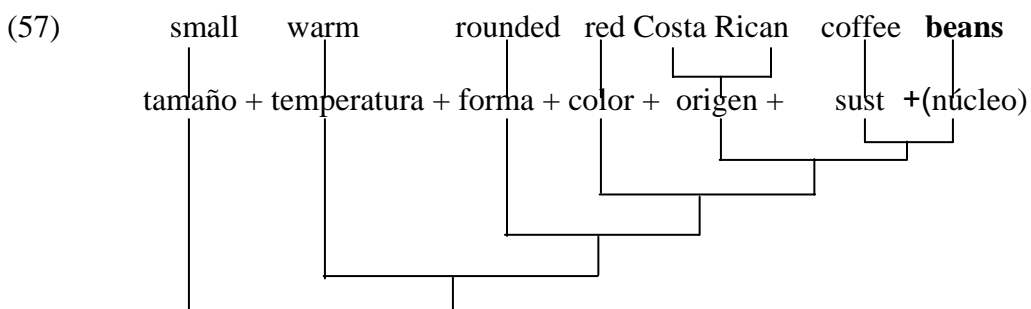 (57) small warm rounded red Costa Rican coffee beans
tamaño + temperatura + forma + color + origen + sust +(núcleo)